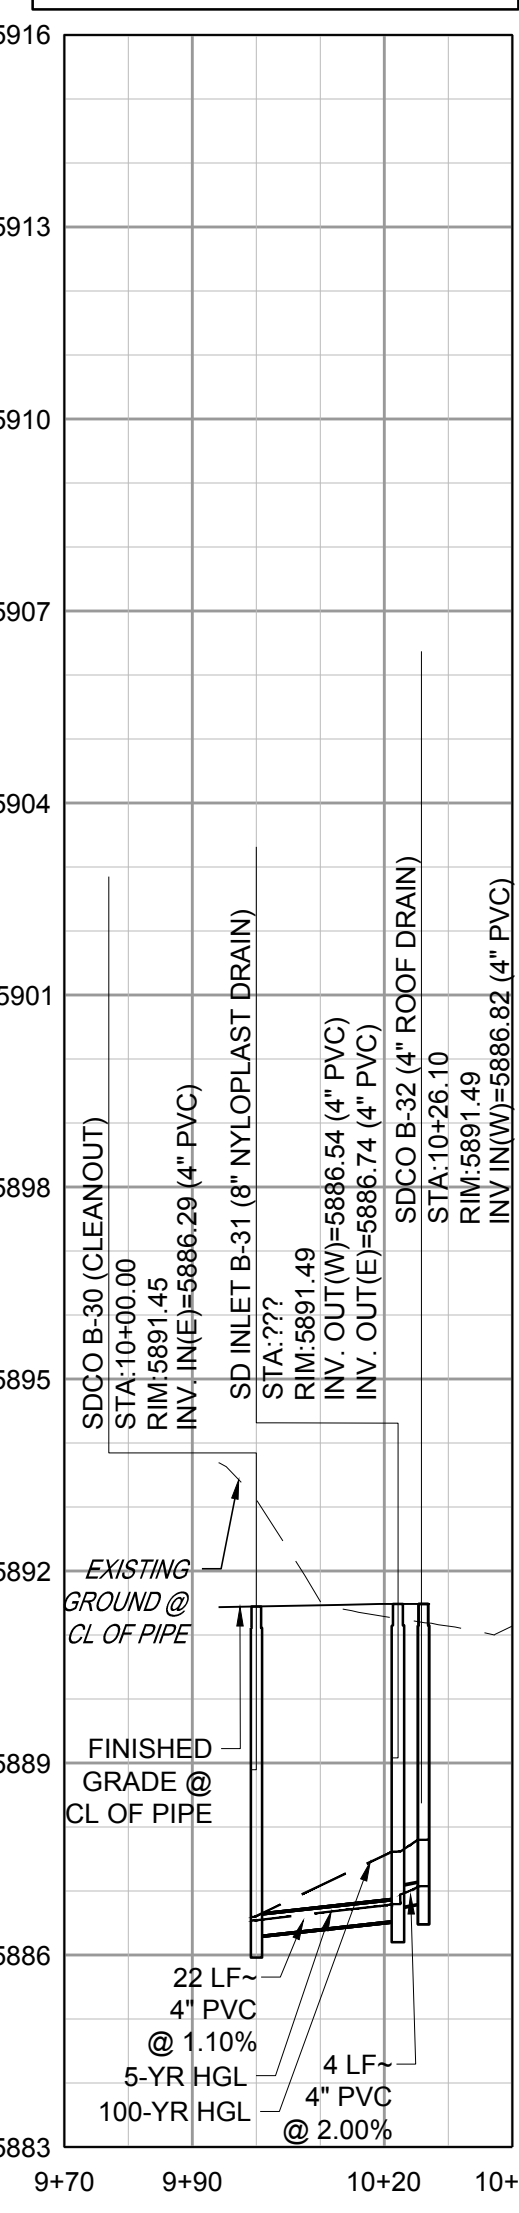 5916
5913
5910
5907
5904
5901
5898
5895
5892
5889
5886
5883
SDCO B-30 (CLEANOUT)
STA:10+00.00
RIM:5891.45
INV. IN(E)=5886.29 (4" PVC)
SD INLET B-31 (8" NYLOPLAST DRAIN)
STA:???
RIM:5891.49
INV. OUT(W)=5886.54 (4" PVC)
INV. OUT(E)=5886.74 (4" PVC)
SDCO B-32 (4" ROOF DRAIN)
STA:10+26.10
RIM:5891.49
INV IN(W)=5886.82 (4" PVC)
EXISTING
GROUND @
CL OF PIPE
FINISHED
GRADE @
CL OF PIPE
22 LF~
4" PVC
@ 1.10%
5-YR HGL
100-YR HGL
4 LF~
4" PVC
@ 2.00%
9+70
9+90
10+20
10+